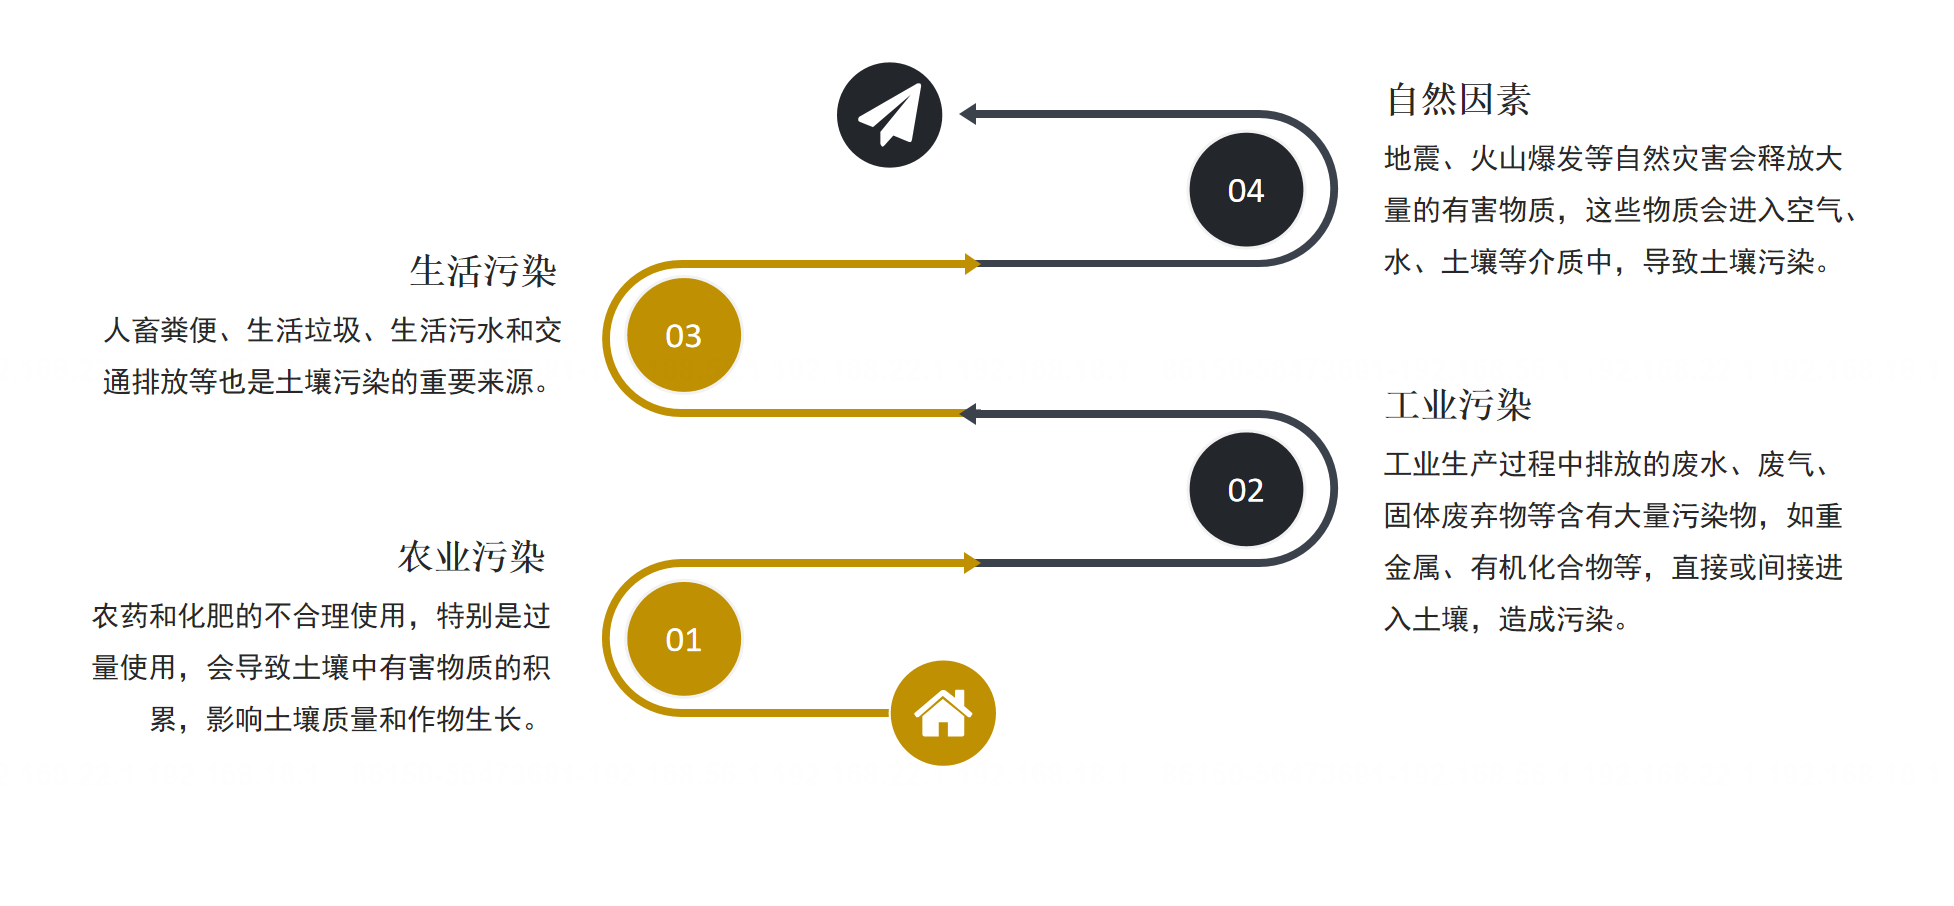 自然因素
地震、火山爆发等自然灾害会释放大
量的有害物质，这些物质会进入空气、
水、土壤等介质中，导致土壤污染。
04
生活污染
人畜粪便、生活垃圾、生活污水和交
通排放等也是土壤污染的重要来源。
03
工业污染
工业生产过程中排放的废水、废气、
固体废弃物等含有大量污染物，如重
金属、有机化合物等，直接或间接进
入土壤，造成污染。
02
农业污染
农药和化肥的不合理使用，特别是过
量使用，会导致土壤中有害物质的积
累，影响土壤质量和作物生长。
01